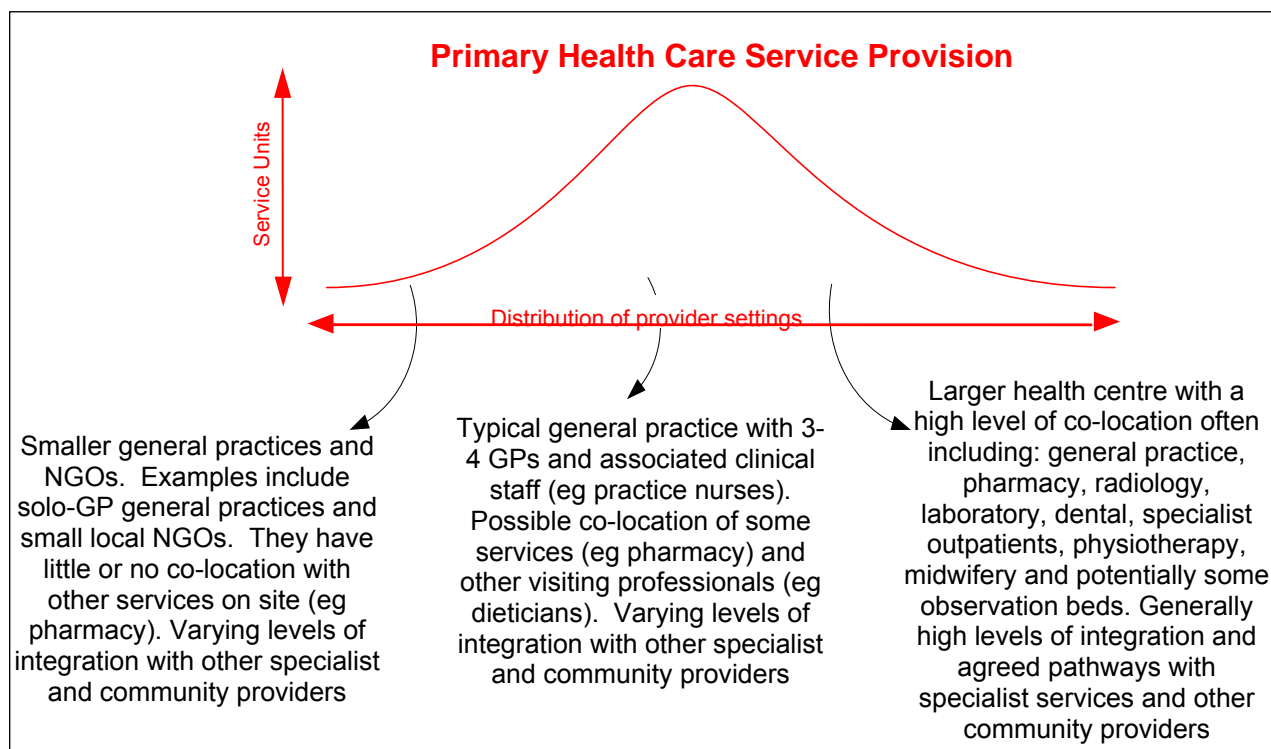 Primary Health Care Service Provision
Service Units
Distribution of provider settings
Smaller general practices and
NGOs.  Examples include
solo-GP general practices and
small local NGOs.  They have
little or no co-location with
other services on site (eg
pharmacy). Varying levels of
integration with other specialist
and community providers
Typical general practice with 3-
4 GPs and associated clinical
staff (eg practice nurses).
Possible co-location of some
services (eg pharmacy) and
other visiting professionals (eg
dieticians).  Varying levels of
integration with other specialist
and community providers
Larger health centre with a
high level of co-location often
including: general practice,
pharmacy, radiology,
laboratory, dental, specialist
outpatients, physiotherapy,
midwifery and potentially some
observation beds. Generally
high levels of integration and
agreed pathways with
specialist services and other
community providers